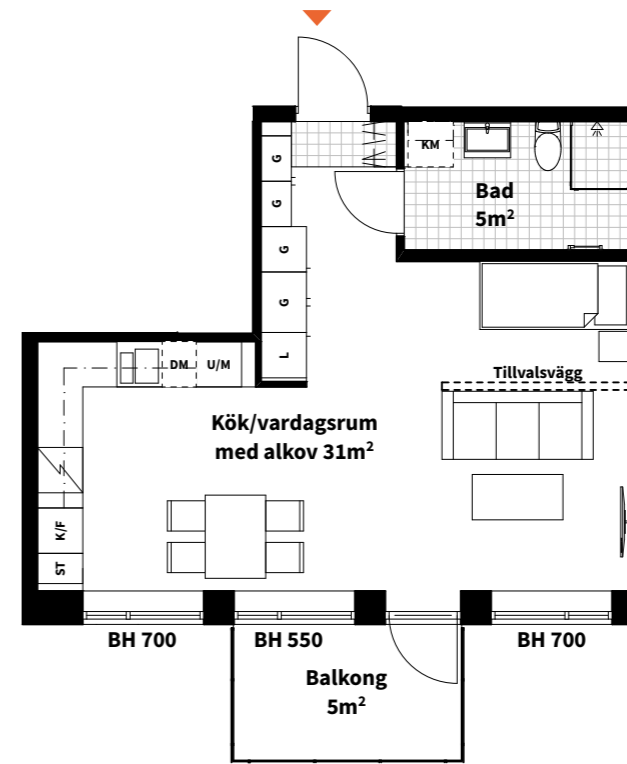 KM
G
Bad
5m²
G
G
G
L
DM
U/M
Tillvalsvägg
Kök/vardagsrum
med alkov 31m²
K/F
ST
BH 700
BH 550
BH 700
Balkong
5m²